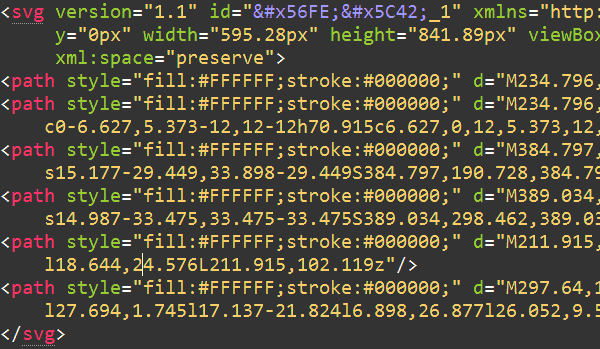 <svg version="1.1" id="&#x56FE;&#x5C42;_1" xmlns="http:
y="0px" width="595.28px" height="841.89px" viewBox
xml:space="preserve">
<path style="fill:#FFFFFF;stroke:#000000;" d="M234.796,
<path style="fill:#FFFFFF;stroke:#000000;" d="M234.796,
c0-6.627,5.373-12,12-12h70.915c6.627,0,12,5.373,12,
<path style="fill:#FFFFFF;stroke:#000000;" d="M384.797,
s15.177-29.449,33.898-29.449S384.797,190.728,384.79
<path style="fill:#FFFFFF;stroke:#000000;" d="M389.034,
s14.987-33.475,33.475-33.475S389.034,298.462,389.03
<path style="fill:#FFFFFF;stroke:#000000;" d="M211.915,
l18.644,24.576L211.915,102.119z"/>
<path style="fill:#FFFFFF;stroke:#000000;" d="M297.64,1
l27.694,1.745l17.137-21.824l6.898,26.877l26.052,9.5
</svg>